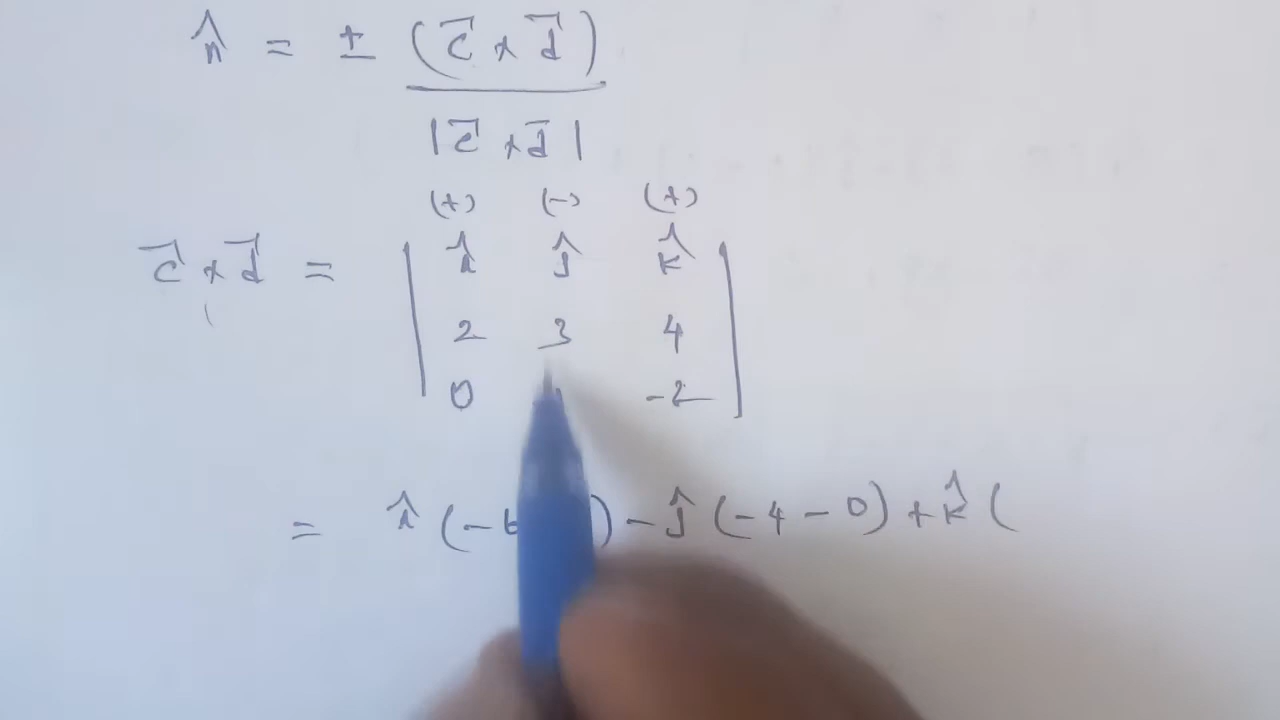 n̂ = ± (c⃗ × d⃗)
|c⃗ × d⃗|
(+) (-) (+)
c⃗ × d⃗ = | î ĵ k̂ |
2 3 4
0 -2
= î (-6 ) - ĵ (-4 - 0) + k̂ (